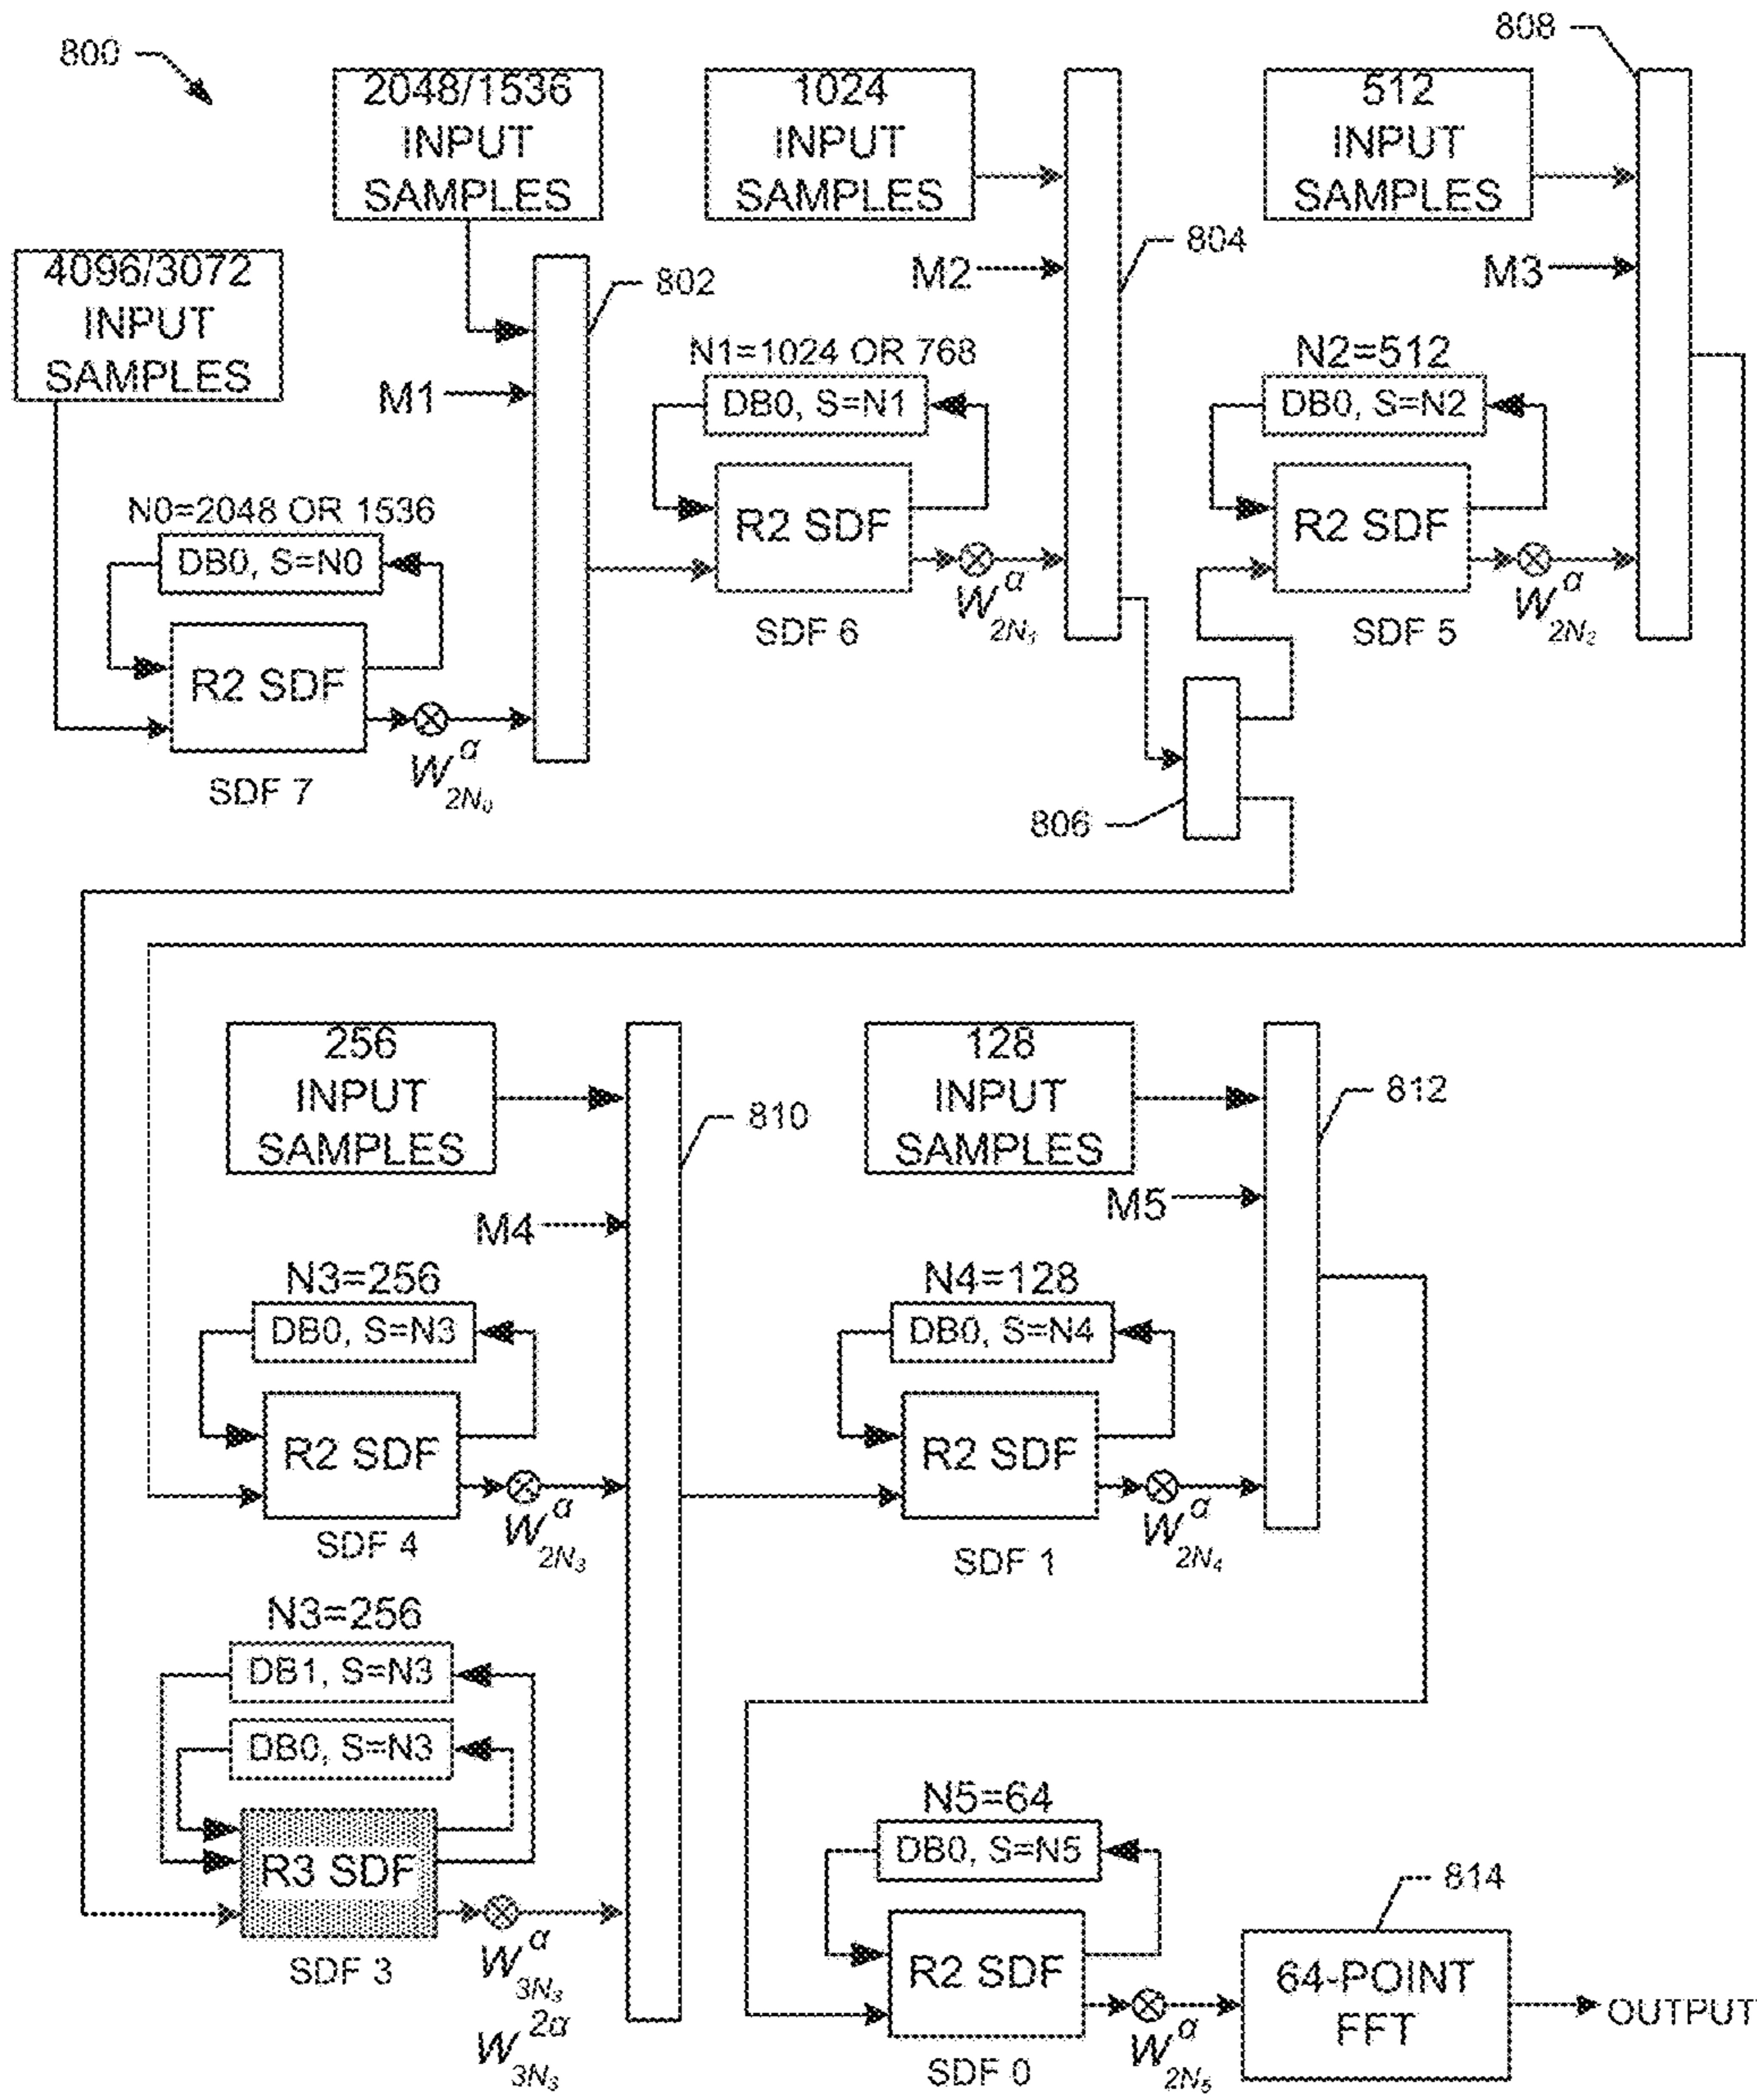 800
808
2048/1536
INPUT
SAMPLES
1024
INPUT
SAMPLES
512
INPUT
SAMPLES
804
4096/3072
INPUT
SAMPLES
802
M2
M3
M1
N1=1024 OR 768
DB0, S=N1
N2=512
DB0, S=N2
N0=2048 OR 1536
DB0, S=N0
R2 SDF
R2 SDF
W α 2N₁
W α 2N₂
SDF 6
SDF 5
R2 SDF
W α 2N₀
SDF 7
806
256
INPUT
SAMPLES
128
INPUT
SAMPLES
810
812
M4
M5
N3=256
DB0, S=N3
N4=128
DB0, S=N4
R2 SDF
R2 SDF
W α 2N₃
W α 2N₄
SDF 4
SDF 1
N3=256
DB1, S=N3
DB0, S=N3
R3 SDF
SDF 3
W α 3N₃
W 2α 3N₃
N5=64
DB0, S=N5
814
R2 SDF
64-POINT
FFT
OUTPUT
W α 2N₅
SDF 0